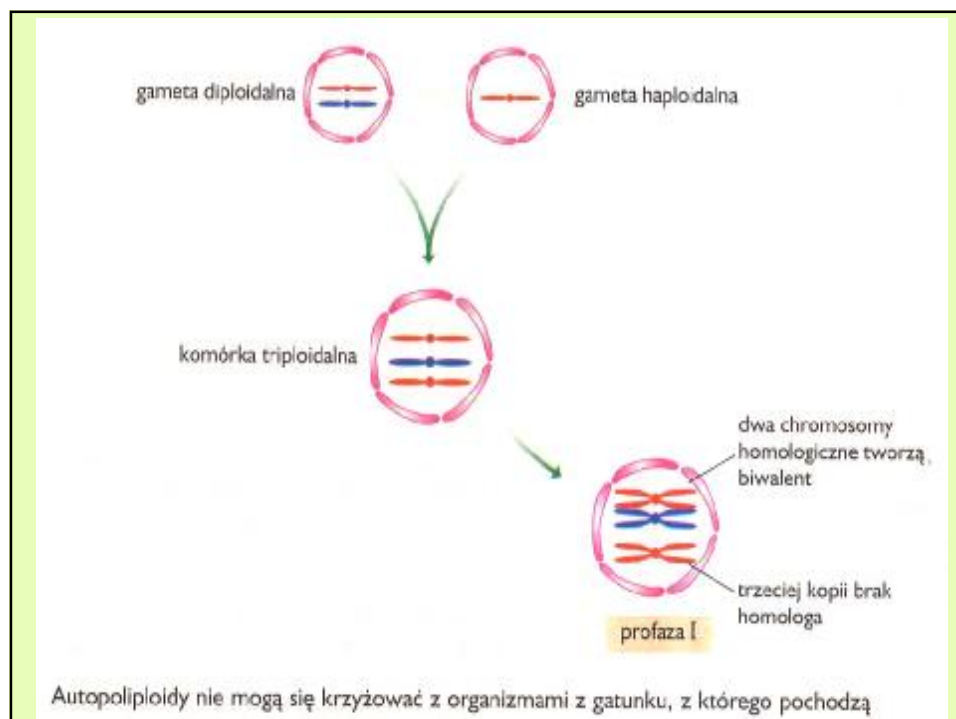 gameta diploidalna
gameta haploidalna
komórka triploidalna
dwa chromosomy
homologiczne tworzą
biwalent
trzeciej kopii brak
homologa
profaza I
Autopoliploidy nie mogą się krzyżować z organizmami z gatunku, z którego pochodzą